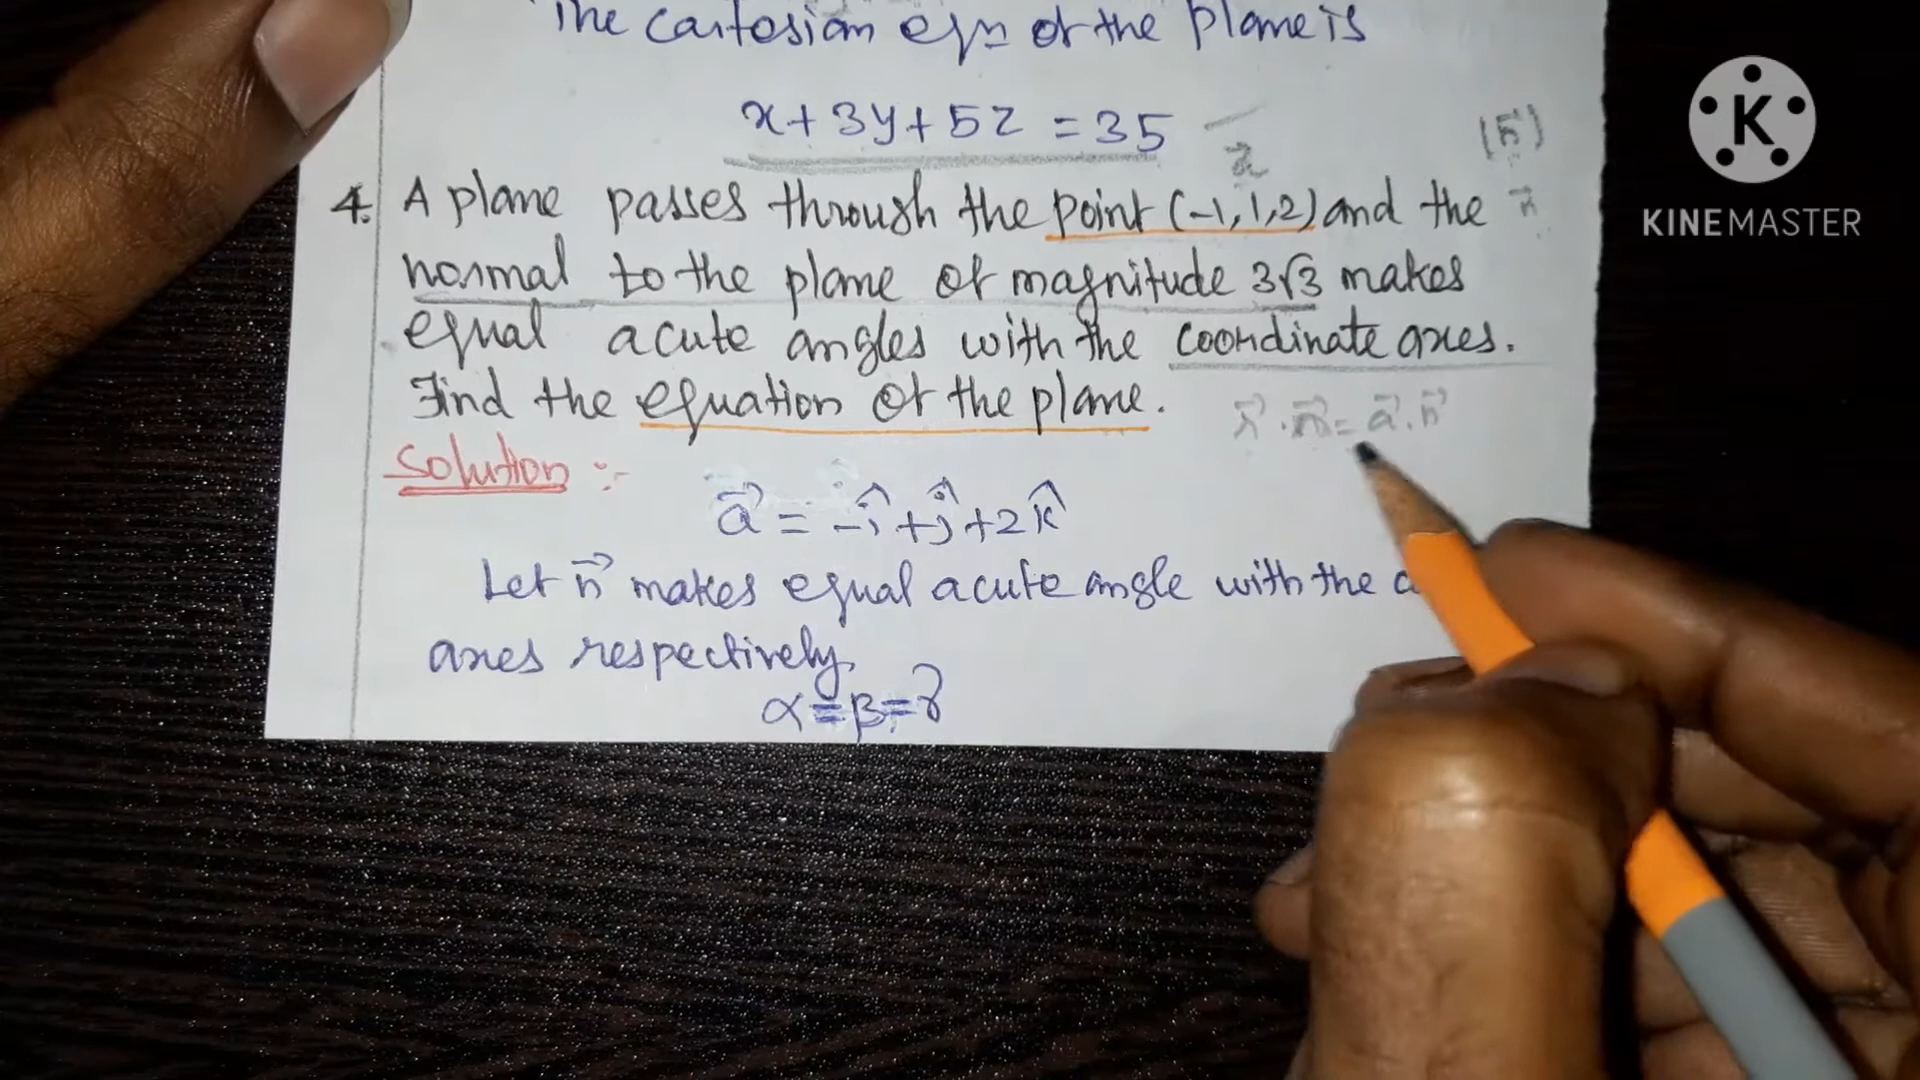 The cartesian eqn of the plane is
x + 3y + 5z = 35
a⃗
|n⃗|
4. A plane passes through the point (-1, 1, 2) and the n⃗
normal to the plane of magnitude 3√3 makes
equal acute angles with the coordinate axes.
Find the equation of the plane.
r⃗ . n⃗ = a⃗ . n⃗
Solution :-
a⃗ = -î + ĵ + 2k̂
Let n⃗ makes equal acute angle with the
axes respectively.
α = β = γ
K
KINEMASTER